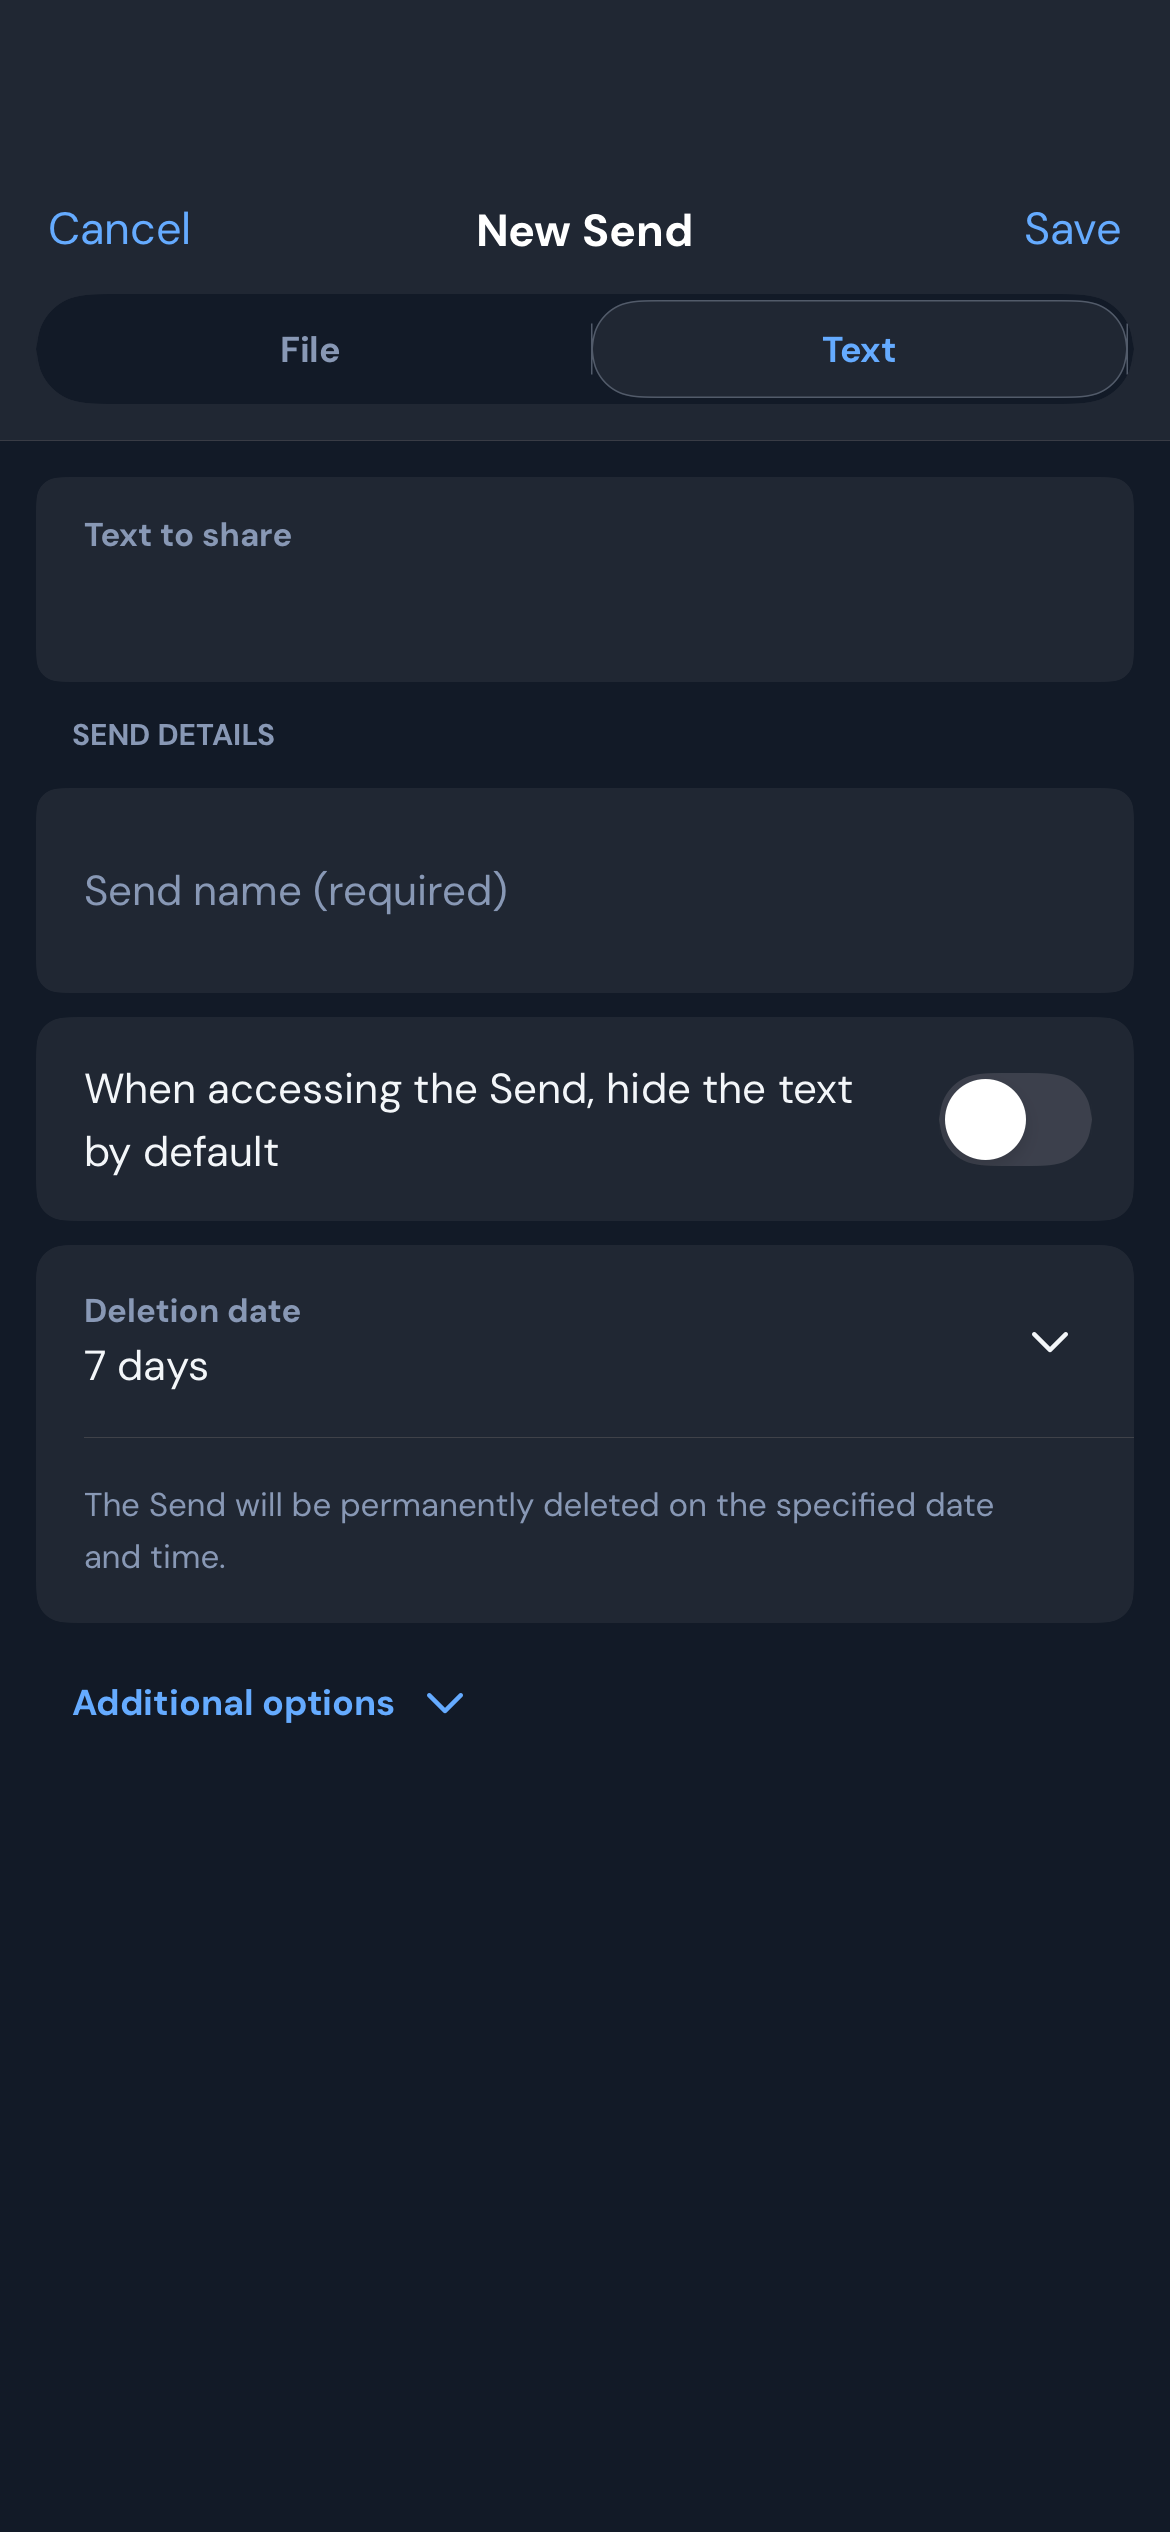 Cancel
New Send
Save
File
Text
Text to share
SEND DETAILS
Send name (required)
When accessing the Send, hide the text
by default
Deletion date
7 days
The Send will be permanently deleted on the specified date
and time.
Additional options